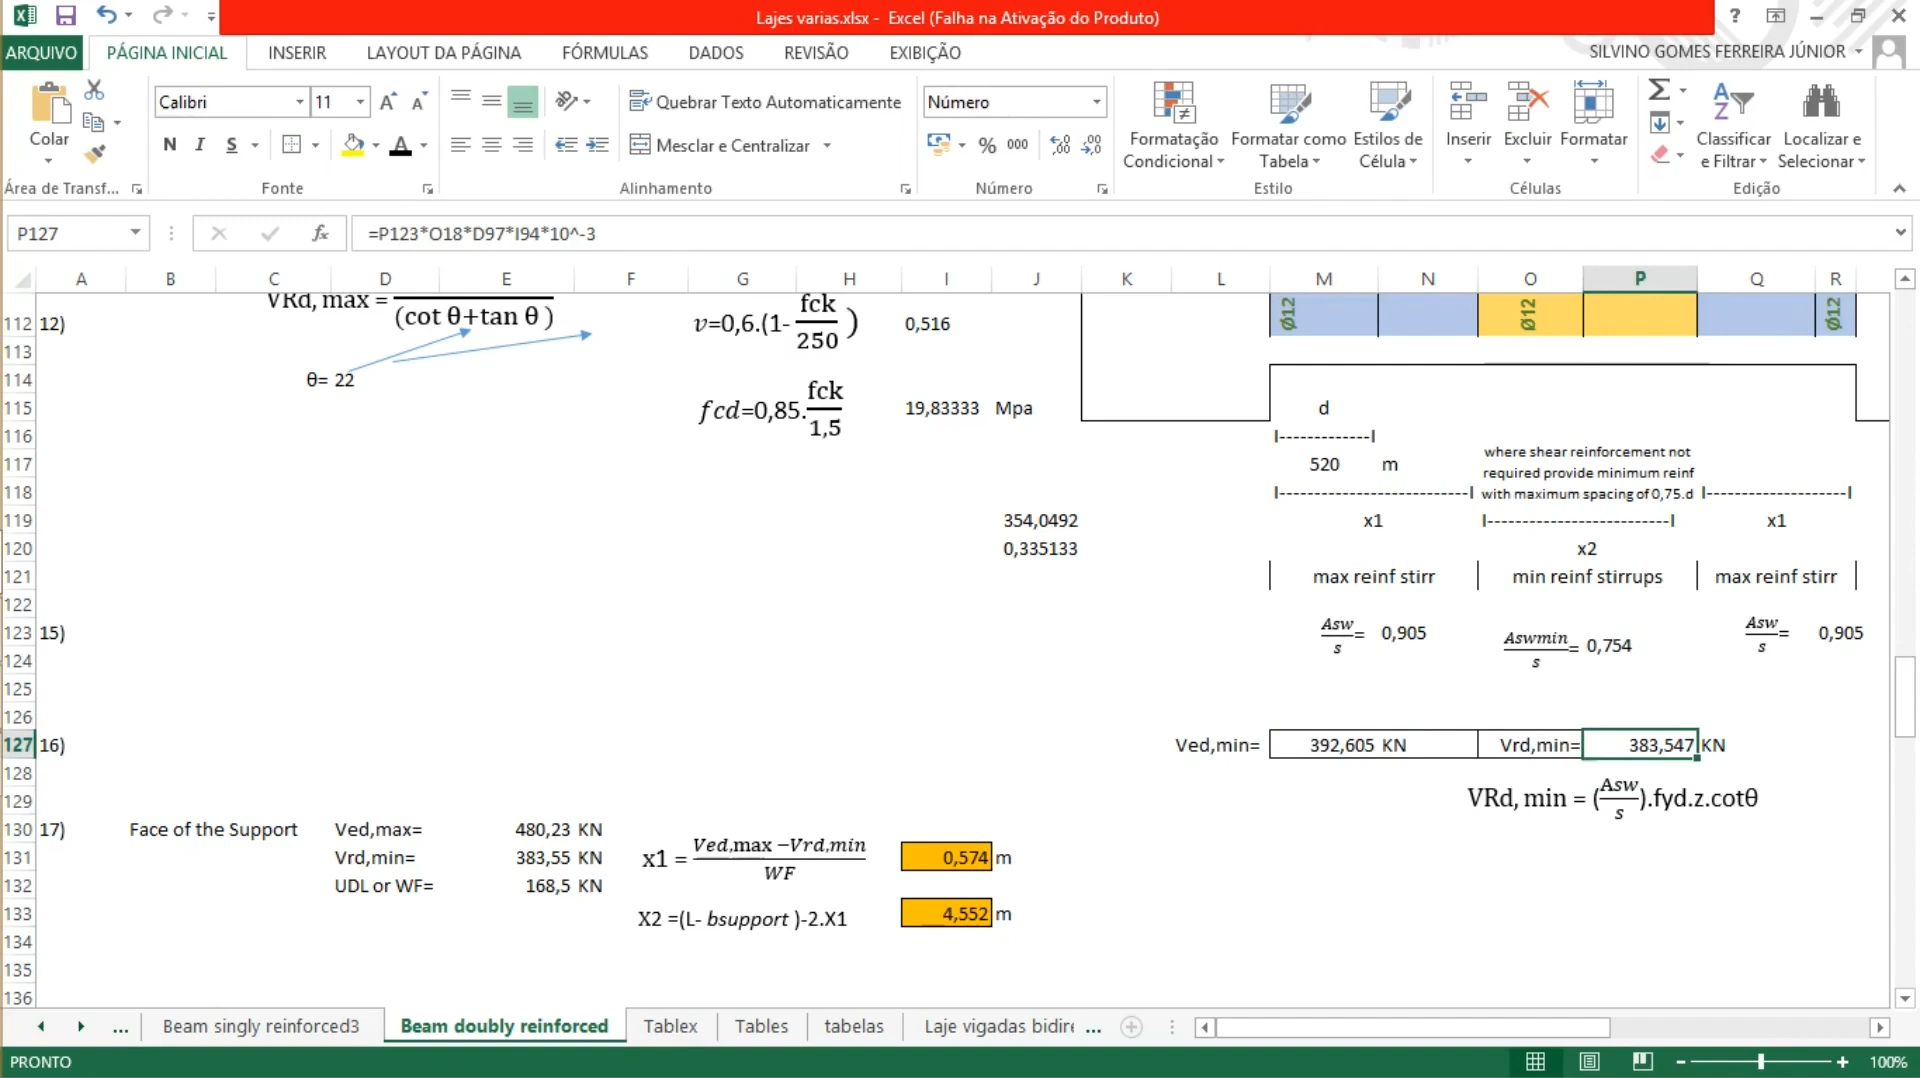 Lajes varias.xlsx - Excel (Falha na Ativação do Produto)
ARQUIVO PÁGINA INICIAL INSERIR LAYOUT DA PÁGINA FÓRMULAS DADOS REVISÃO EXIBIÇÃO SILVINO GOMES FERREIRA JÚNIOR
Calibri 11 Quebrar Texto Automaticamente Número
Colar N I S A Mescla e Centralizar % 000
Formatação Condicional Formatar como Tabela Estilos de Célula Inserir Excluir Formatar Classificar e Filtrar Localizar e Selecionar
Área de Transf... Fonte Alinhamento Número Estilo Células Edição
P127 fx =P123*O18*D97*I94*10^-3
A B C D E F G H I J K L M N O P Q R
VRd, max = (cot θ+tan θ)
112 12) v=0,6.(1- fck/250 ) 0,516 Ø12 Ø12 Ø12
113
114 θ= 22
115 fcd=0,85. fck/1,5 19,83333 Mpa d
116 I-------------I
117 520 m where shear reinforcement not
required provide minimum reinf
118 I--------------------------I with maximum spacing of 0,75.d I-------------------I
119 354,0492 x1 I-------------------------I x1
120 0,335133 x2
121 max reinf stirr min reinf stirrups max reinf stirr
122
123 15) Asw/s = 0,905 Aswmin/s = 0,754 Asw/s = 0,905
124
125
126
127 16) Ved,min= 392,605 KN Vrd,min= 383,547 KN
128
129 VRd, min = (Asw/s).fyd.z.cotθ
130 17) Face of the Support Ved,max= 480,23 KN
131 Vrd,min= 383,55 KN x1 = Ved,max −Vrd,min / WF 0,574 m
132 UDL or WF= 168,5 KN
133 X2 =(L- bsupport )-2.X1 4,552 m
134
135
136
... Beam singly reinforced3 Beam doubly reinforced Tablex Tables tabelas Laje vigadas bidire ...
PRONTO 100%